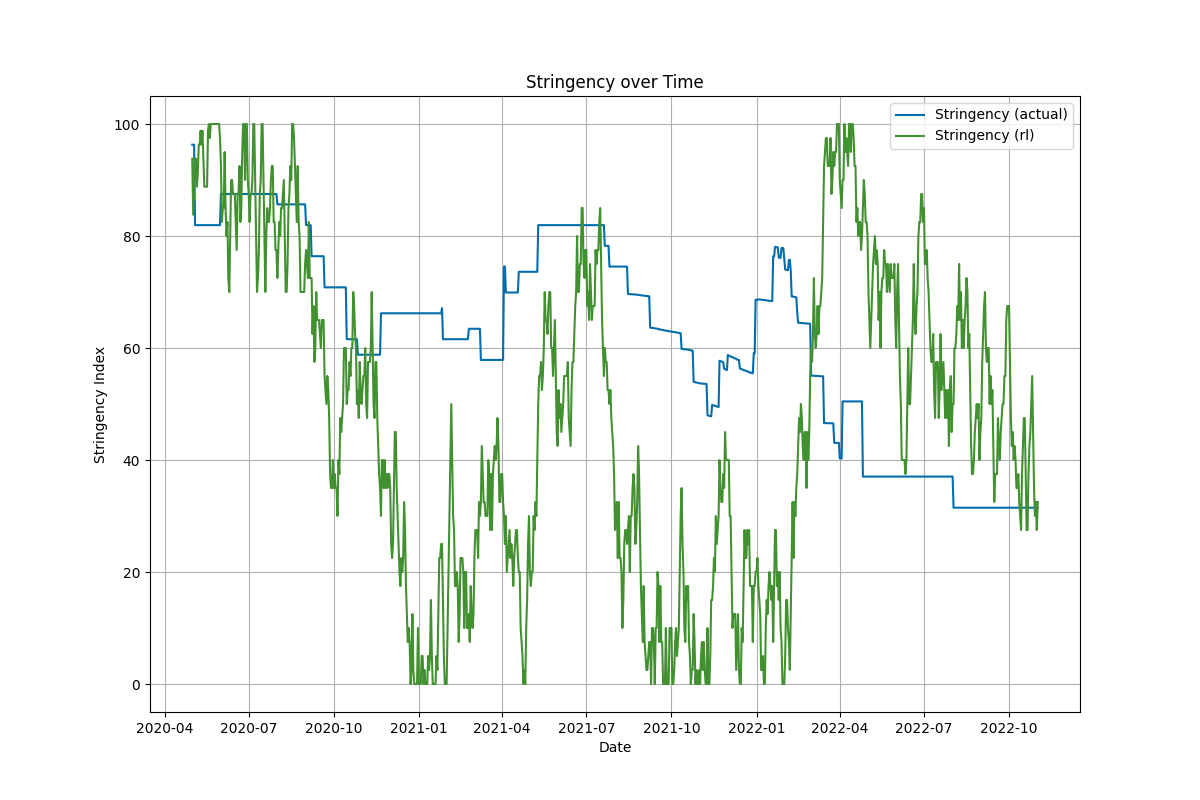 Stringency over Time
Stringency (actual)
Stringency (rl)
Stringency Index
100
80
60
40
20
0
2020-04 2020-07 2020-10 2021-01 2021-04 2021-07 2021-10 2022-01 2022-04 2022-07 2022-10
Date